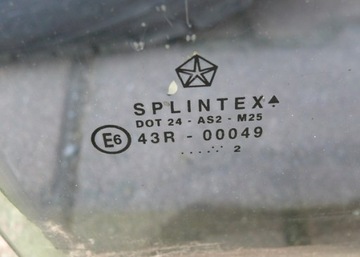 SPLINTEX
DOT 24 - AS2 - M25
E6 43R - 00049
..... 2